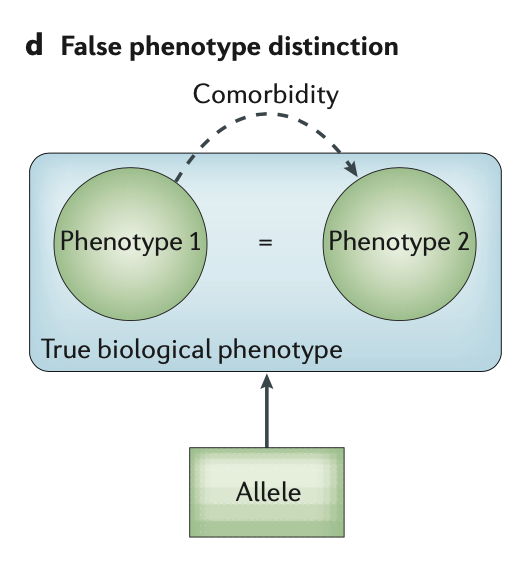 d False phenotype distinction
Comorbidity
Phenotype 1 = Phenotype 2
True biological phenotype
Allele